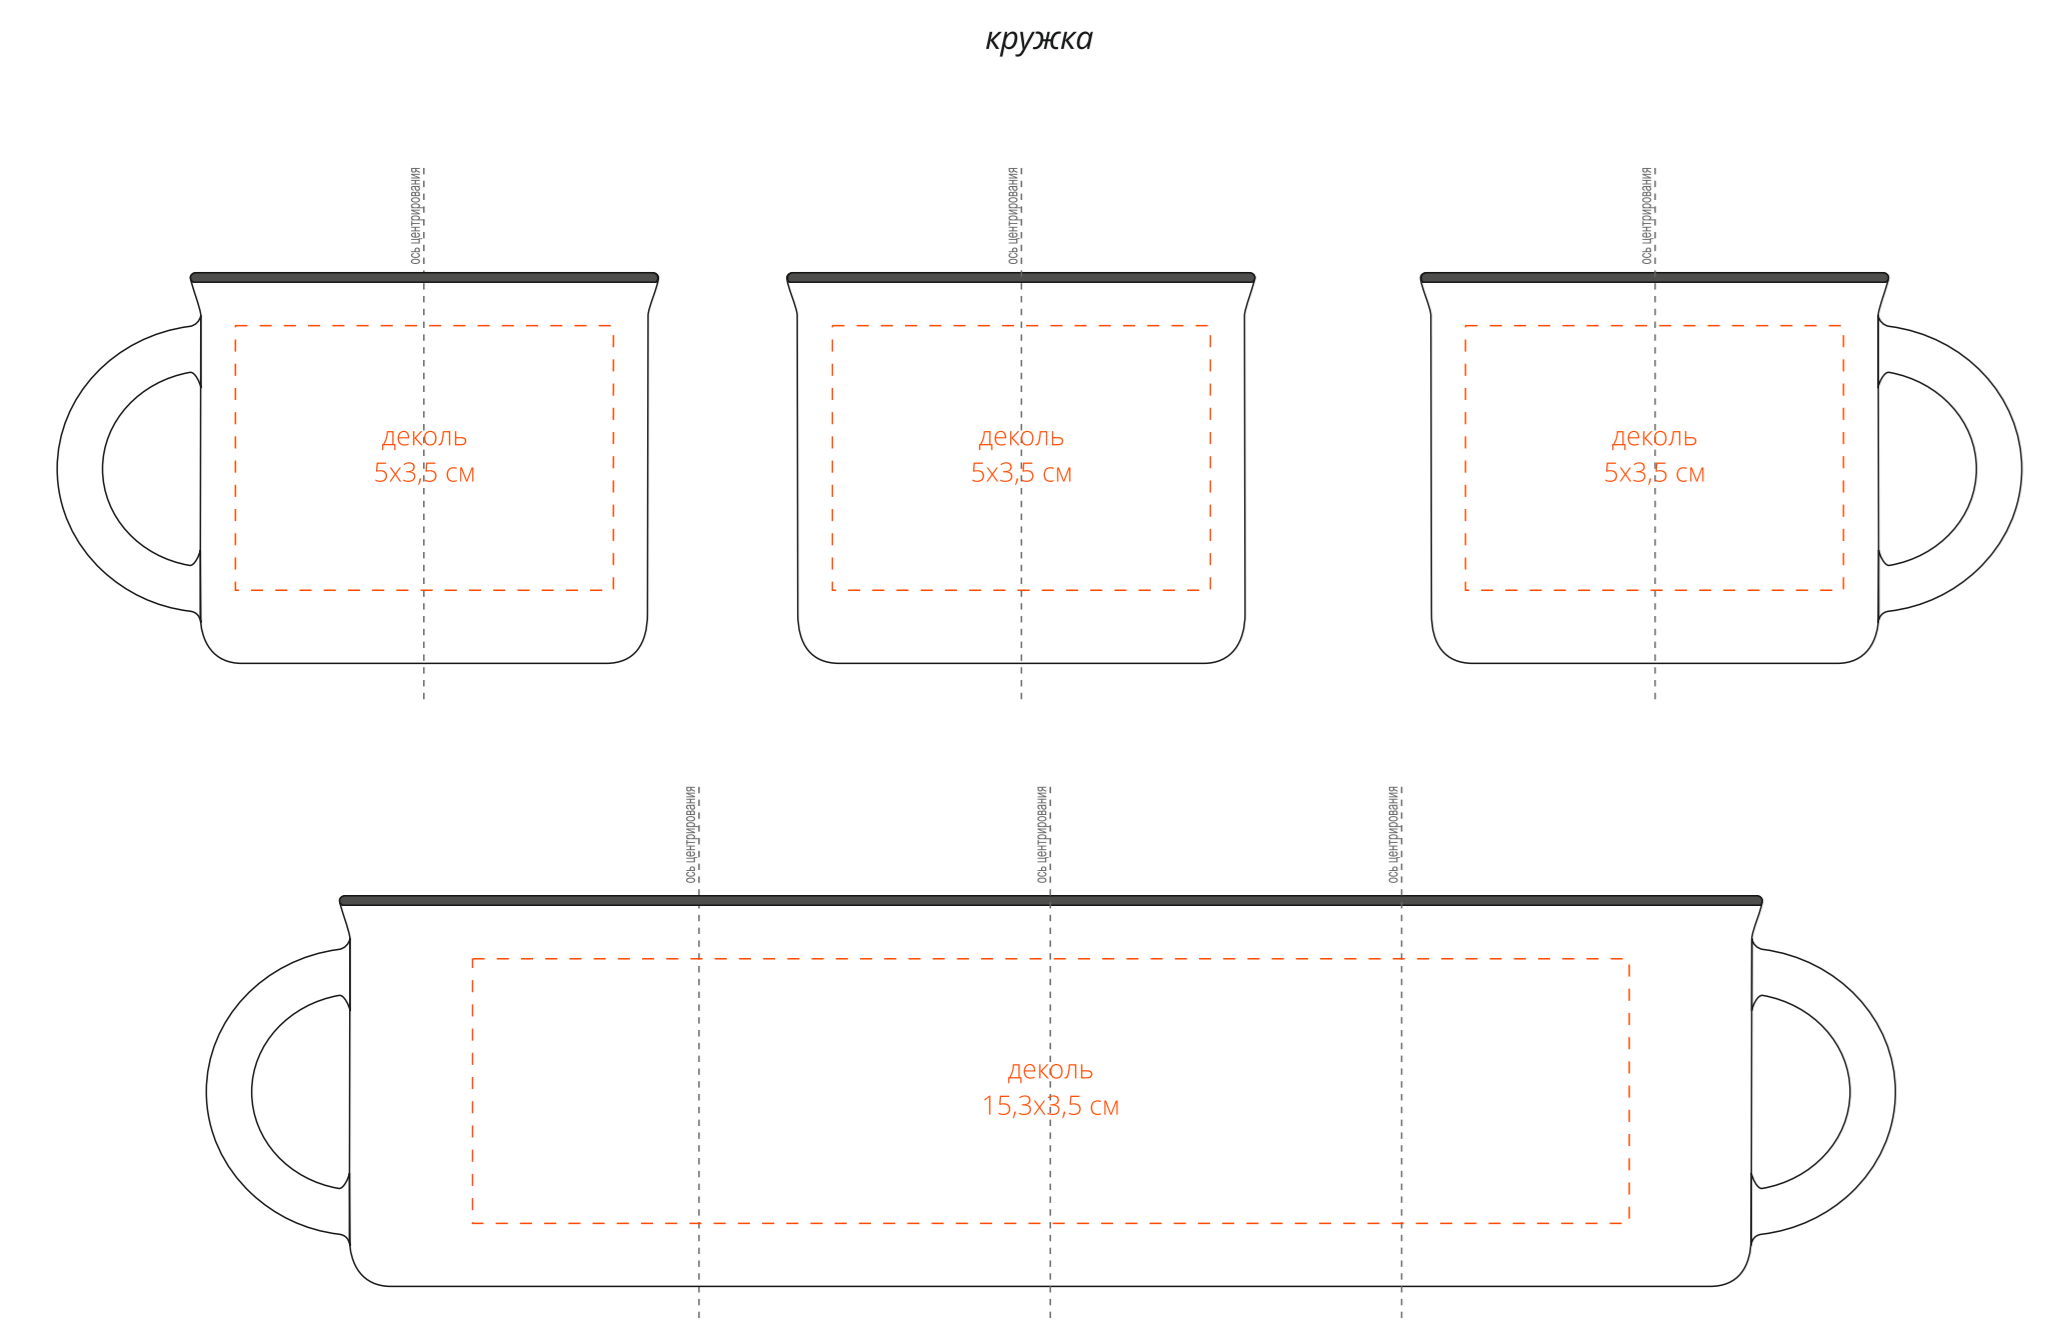 кружка
ось центрирования
ось центрирования
ось центрирования
деколь
5х3,5 см
деколь
5х3,5 см
деколь
5х3,5 см
ось центрирования
ось центрирования
ось центрирования
деколь
15,3х3,5 см